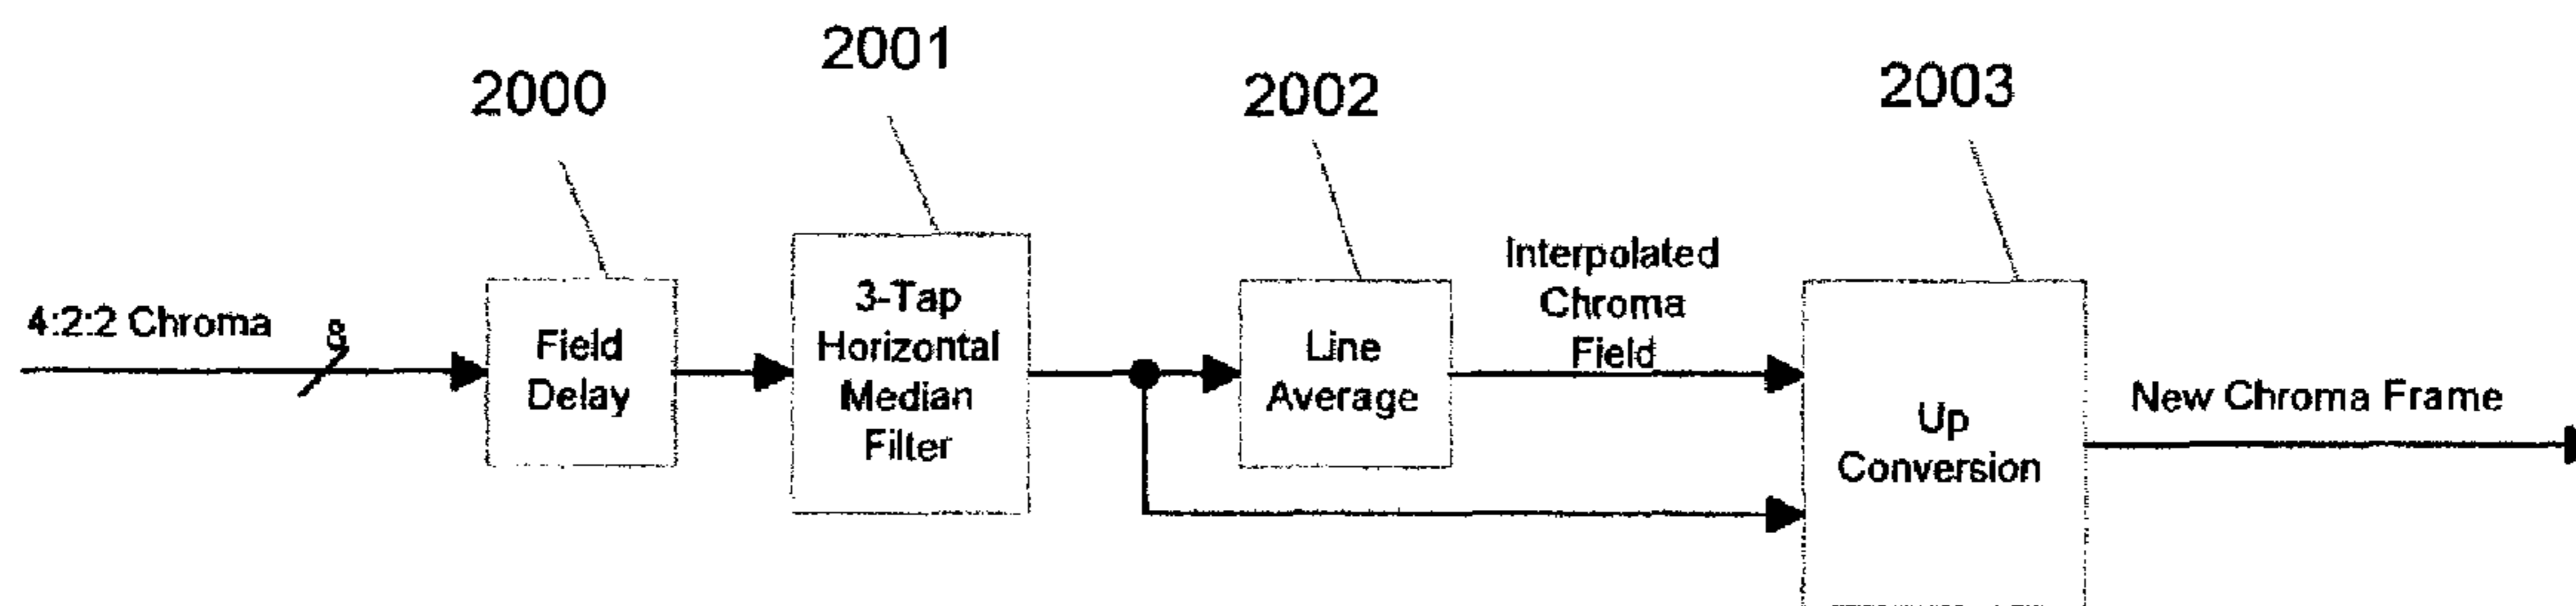 2000
2001
2002
2003
4:2:2 Chroma
8
Field
Delay
3-Tap
Horizontal
Median
Filter
Line
Average
Interpolated
Chroma
Field
Up
Conversion
New Chroma Frame